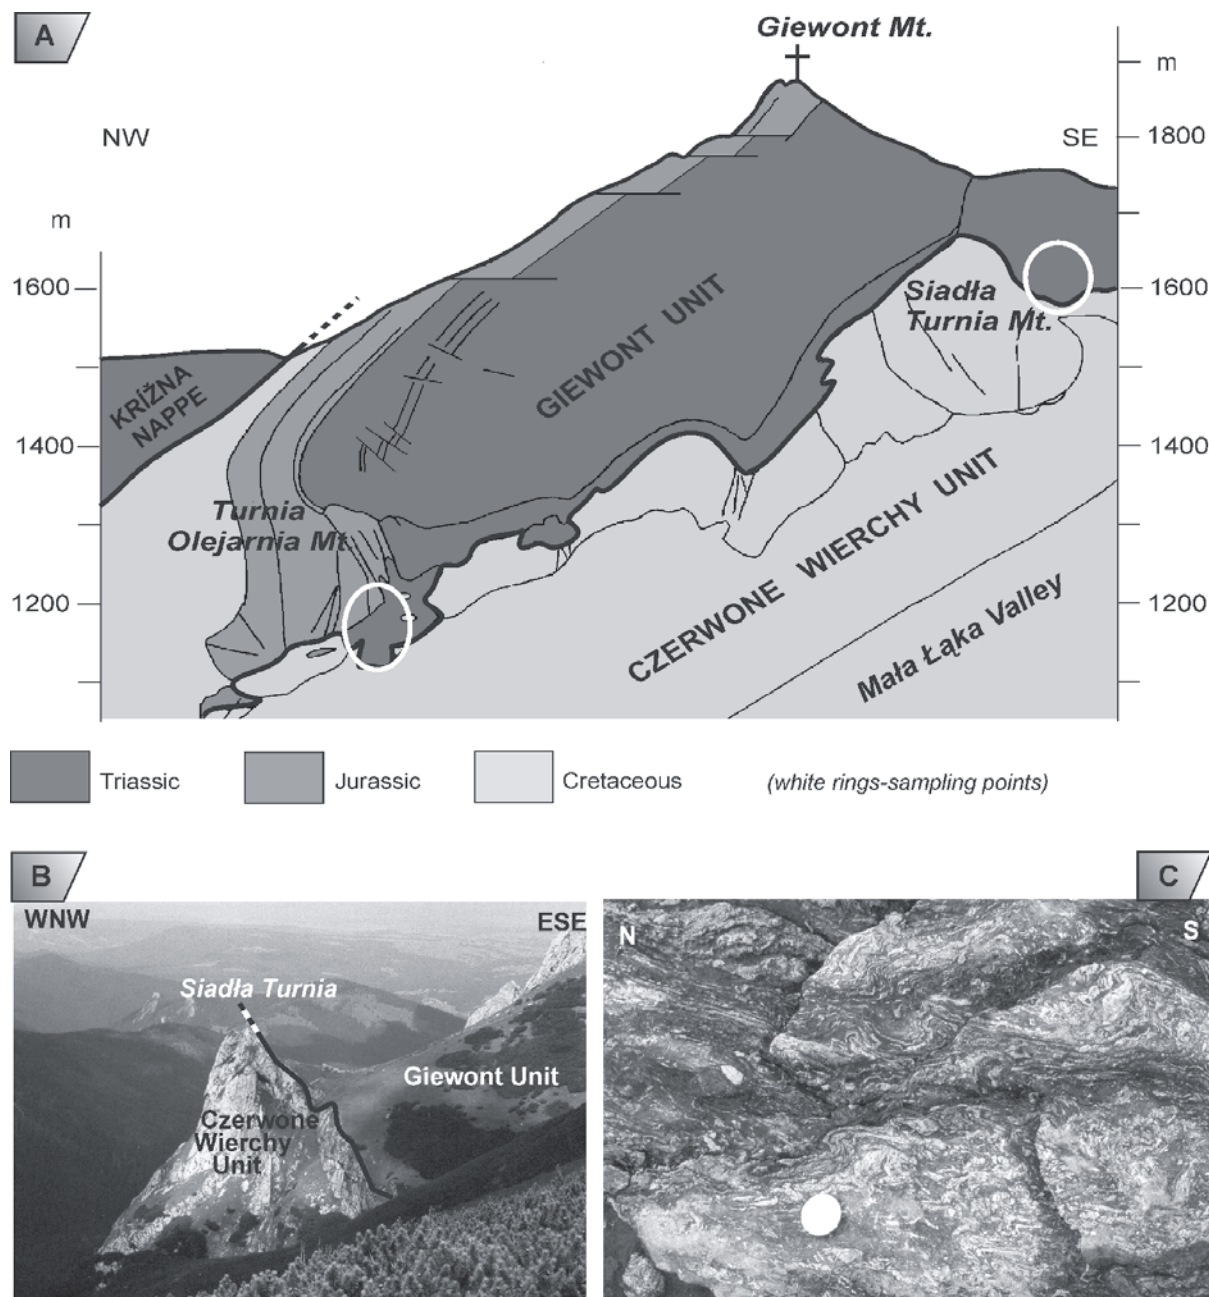 A
Giewont Mt.
m
NW
SE
1800
m
1600
1600
Siadła
Turnia Mt.
GIEWONT UNIT
KRÍŽNA
NAPPE
1400
1400
Turnia
Olejarnia Mt.
CZERWONE WIERCHY UNIT
1200
1200
Mała Łąka Valley
Triassic
Jurassic
Cretaceous
(white rings-sampling points)
B
C
WNW
ESE
N
S
Siadła Turnia
Giewont Unit
Czerwone
Wierchy
Unit